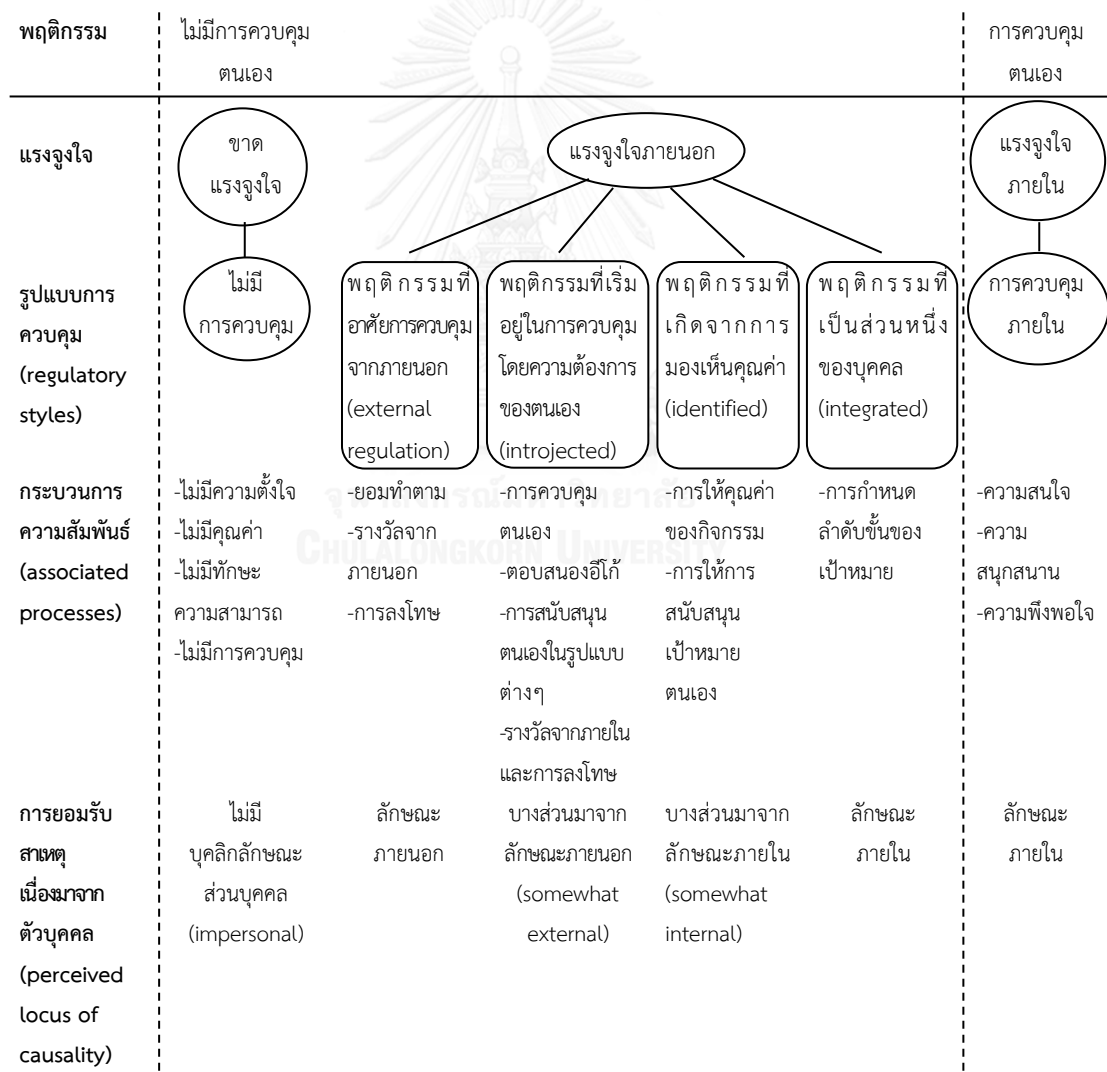 พฤติกรรม
ไม่มีการควบคุม
ตนเอง
การควบคุม
ตนเอง
แรงจูงใจ
ขาด
แรงจูงใจ
แรงจูงใจภายนอก
แรงจูงใจ
ภายใน
รูปแบบการ
ควบคุม
(regulatory
styles)
ไม่มี
การควบคุม
พฤติกรรมที่
อาศัยการควบคุม
จากภายนอก
(external
regulation)
พฤติกรรมที่เริ่ม
อยู่ในการควบคุม
โดยความต้องการ
ของตนเอง
(introjected)
พฤติกรรมที่
เกิดจากการ
มองเห็นคุณค่า
(identified)
พฤติกรรมที่
เป็นส่วนหนึ่ง
ของบุคคล
(integrated)
การควบคุม
ภายใน
กระบวนการ
ความสัมพันธ์
(associated
processes)
-ไม่มีความตั้งใจ
-ไม่มีคุณค่า
-ไม่มีทักษะ
ความสามารถ
-ไม่มีการควบคุม
-ยอมทำตาม
-รางวัลจาก
ภายนอก
-การลงโทษ
-การควบคุม
ตนเอง
-ตอบสนองอีโก้
-การสนับสนุน
ตนเองในรูปแบบ
ต่างๆ
-รางวัลจากภายใน
และการลงโทษ
-การให้คุณค่า
ของกิจกรรม
-การให้การ
สนับสนุน
เป้าหมาย
ตนเอง
-การกำหนด
ลำดับขั้นของ
เป้าหมาย
-ความสนใจ
-ความ
สนุกสนาน
-ความพึงพอใจ
จุฬาลงกรณ์มหาวิทยาลัย
CHULALONGKORN UNIVERSITY
การยอมรับ
สาเหตุ
เนื่องมาจาก
ตัวบุคคล
(perceived
locus of
causality)
ไม่มี
บุคลิกลักษณะ
ส่วนบุคคล
(impersonal)
ลักษณะ
ภายนอก
บางส่วนมาจาก
ลักษณะภายนอก
(somewhat
external)
บางส่วนมาจาก
ลักษณะภายใน
(somewhat
internal)
ลักษณะ
ภายใน
ลักษณะ
ภายใน